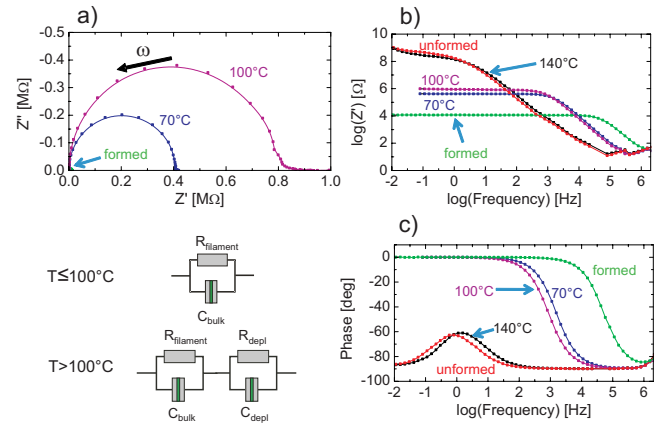 a)
-0.5
-0.4
-0.3
-0.2
-0.1
0.0
Z'' [MΩ]
ω
100°C
70°C
formed
0.0 0.2 0.4 0.6 0.8 1.0
Z' [MΩ]
b)
10
8
6
4
2
0
log(Z') [Ω]
unformed
140°C
100°C
70°C
formed
-2 -1 0 1 2 3 4 5 6
log(Frequency) [Hz]
T≤100°C
R filament
C bulk
T>100°C
R filament R depl
C bulk C depl
c)
20
0
-20
-40
-60
-80
-100
Phase [deg]
formed
100°C
70°C
140°C
unformed
-2 -1 0 1 2 3 4 5 6
log(Frequency) [Hz]